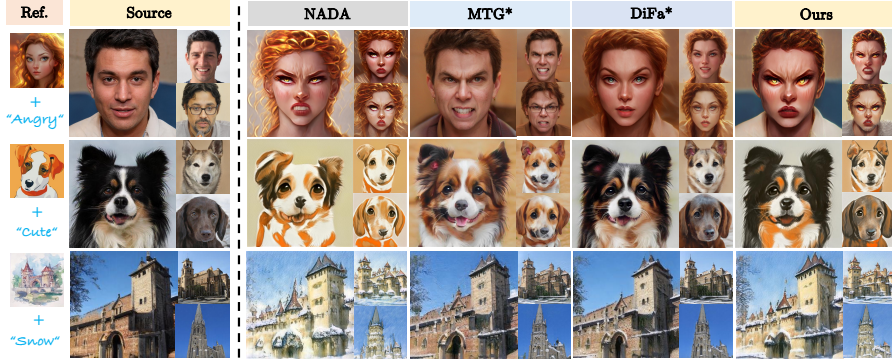 Ref. Source NADA MTG* DiFa* Ours
+
"Angry"
+
"Cute"
+
"Snow"